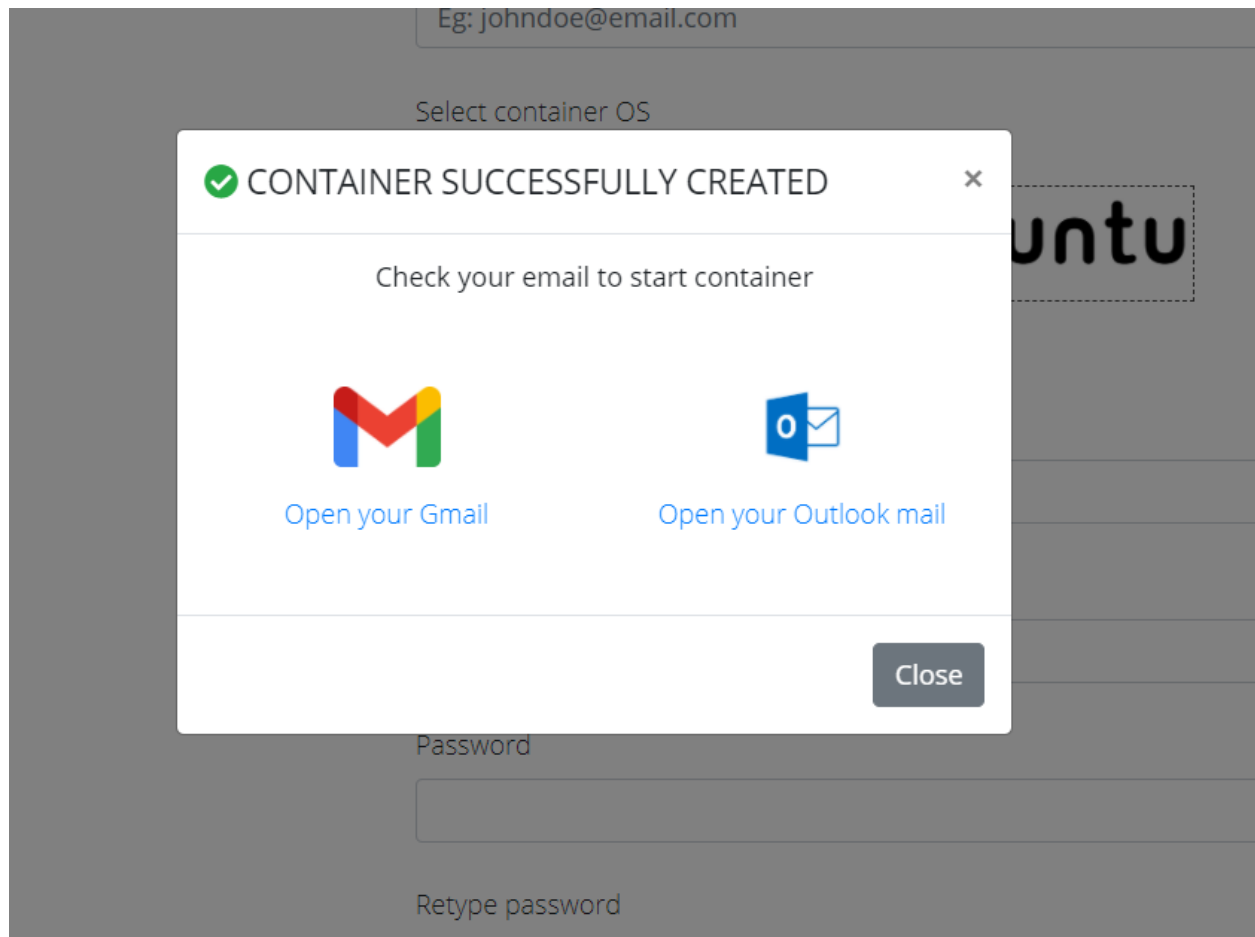 Eg: johndoe@email.com
Select container OS
CONTAINER SUCCESSFULLY CREATED ×
untu
Check your email to start container
O
Open your Gmail Open your Outlook mail
Close
Password
Retype password